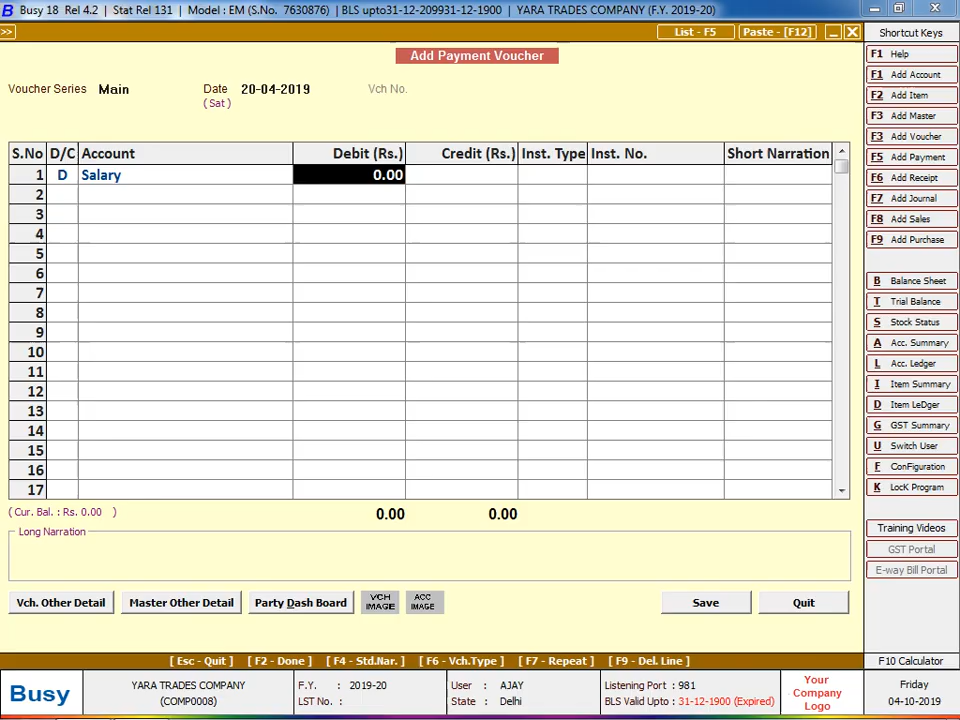 Busy 18 Rel 4.2 | Stat Rel 131 | Model : EM (S.No. 7630876) | BLS upto31-12-209931-12-1900 | YARA TRADES COMPANY (F.Y. 2019-20)
>> List - F5 Paste - [F12]
Add Payment Voucher
Voucher Series Main Date 20-04-2019 Vch No.
( Sat )
S.No D/C Account Debit (Rs.) Credit (Rs.) Inst. Type Inst. No. Short Narration
1 D Salary 0.00
2
3
4
5
6
7
8
9
10
11
12
13
14
15
16
17
( Cur. Bal. : Rs. 0.00 ) 0.00 0.00
Long Narration
Vch. Other Detail Master Other Detail Party Dash Board VCH IMAGE ACC IMAGE Save Quit
[ Esc - Quit ] [ F2 - Done ] [ F4 - Std.Nar. ] [ F6 - Vch.Type ] [ F7 - Repeat ] [ F9 - Del. Line ]
Busy
YARA TRADES COMPANY
(COMP0008)
F.Y. : 2019-20
LST No. :
User : AJAY
State : Delhi
Listening Port : 981
BLS Valid Upto : 31-12-1900 (Expired)
Your
Company
Logo
Shortcut Keys
F1 Help
F1 Add Account
F2 Add Item
F3 Add Master
F3 Add Voucher
F5 Add Payment
F6 Add Receipt
F7 Add Journal
F8 Add Sales
F9 Add Purchase
B Balance Sheet
T Trial Balance
S Stock Status
A Acc. Summary
L Acc. Ledger
I Item Summary
D Item LeDger
G GST Summary
U Switch User
F ConFiguration
K LocK Program
Training Videos
GST Portal
E-way Bill Portal
F10 Calculator
Friday
04-10-2019